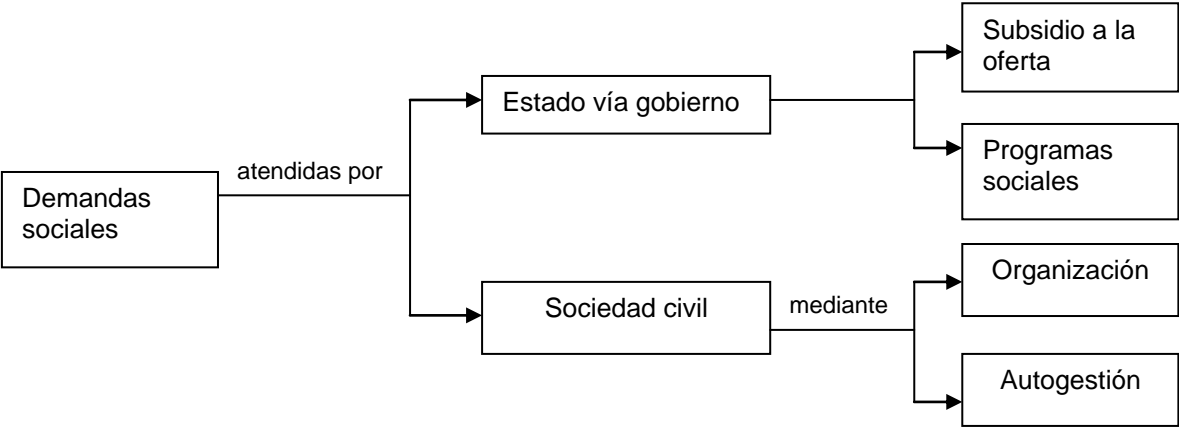 Demandas
sociales
atendidas por
Estado vía gobierno
Subsidio a la
oferta
Programas
sociales
Sociedad civil
mediante
Organización
Autogestión